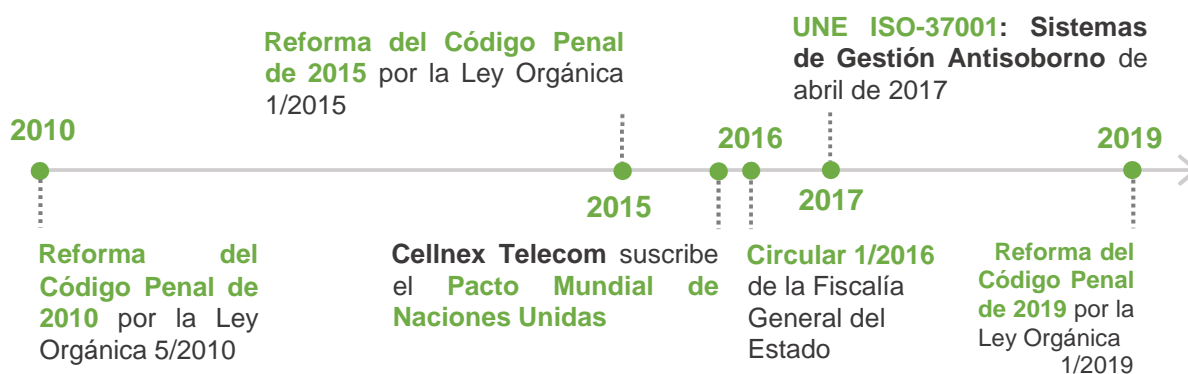 Reforma del Código Penal
de 2015 por la Ley Orgánica
1/2015
UNE ISO-37001: Sistemas
de Gestión Antisoborno de
abril de 2017
2010
2016
2019
2015
2017
Reforma del
Código Penal de
2010 por la Ley
Orgánica 5/2010
Cellnex Telecom suscribe
el Pacto Mundial de
Naciones Unidas
Circular 1/2016
de la Fiscalía
General del
Estado
Reforma del
Código Penal
de 2019 por la
Ley Orgánica
1/2019